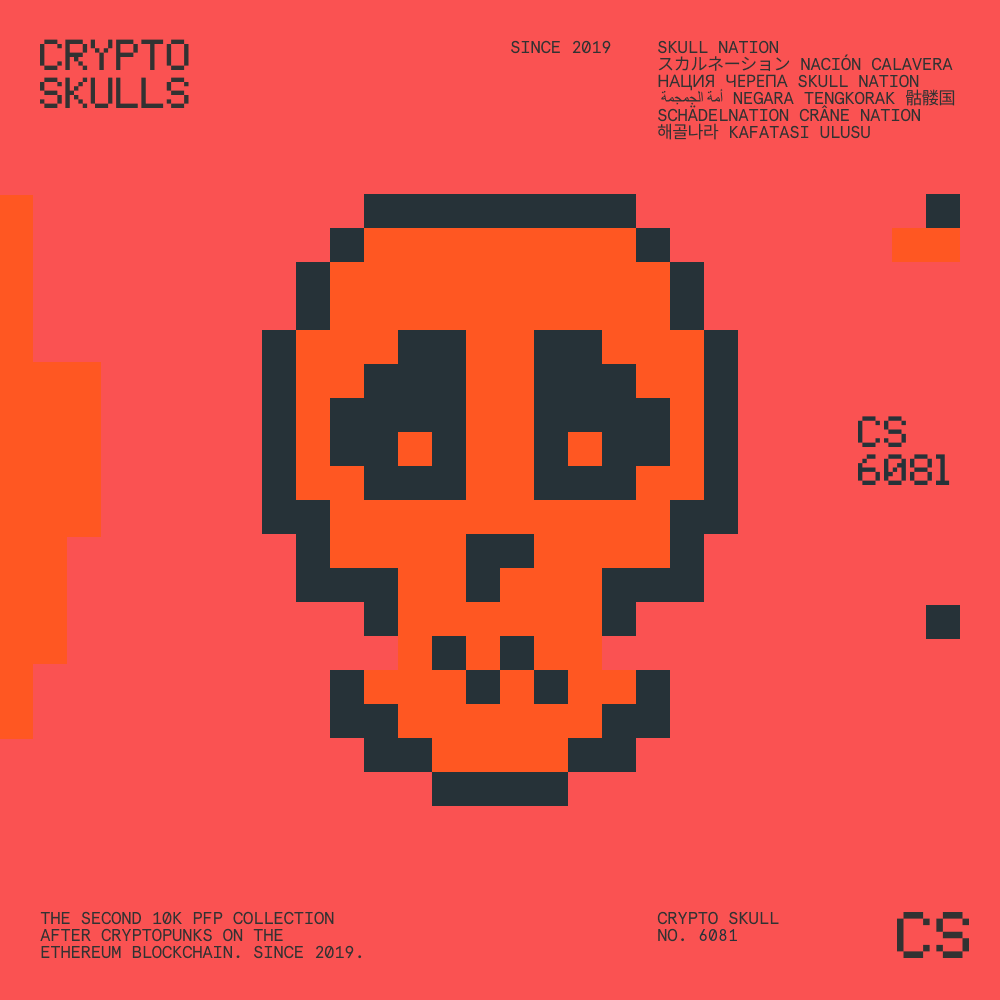 CRYPTO
SKULLS
SINCE 2019
SKULL NATION
スカルネーション NACIÓN CALAVERA
НАЦИЯ ЧЕРЕПА SKULL NATION
أمة الجمجمة NEGARA TENGKORAK 骷髅国
SCHÄDELNATION CRÂNE NATION
해골나라 KAFATASI ULUSU
CS
6081
THE SECOND 10K PFP COLLECTION
AFTER CRYPTOPUNKS ON THE
ETHEREUM BLOCKCHAIN. SINCE 2019.
CRYPTO SKULL
NO. 6081
CS